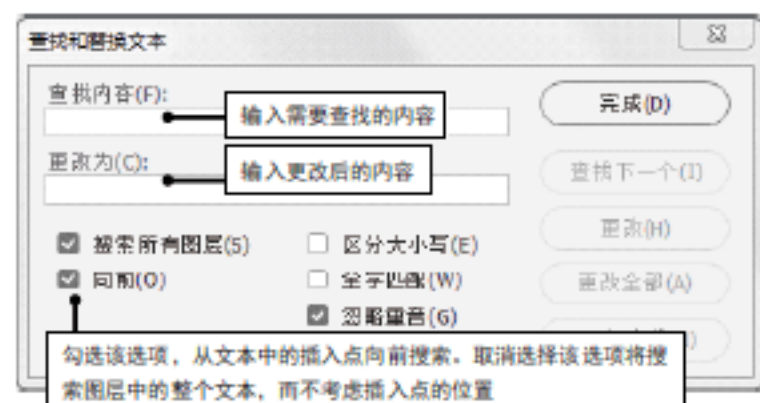 查找和替换文本
查找内容(F):
输入需要查找的内容
完成(D)
更改为(C):
输入更改后的内容
查找下一个(I)
搜索所有图层(S)
区分大小写(E)
更改(H)
向前(O)
全字匹配(W)
更改全部(A)
忽略重音(G)
勾选该选项，从文本中的插入点向前搜索。取消选择该选项将搜
索图层中的整个文本，而不考虑插入点的位置